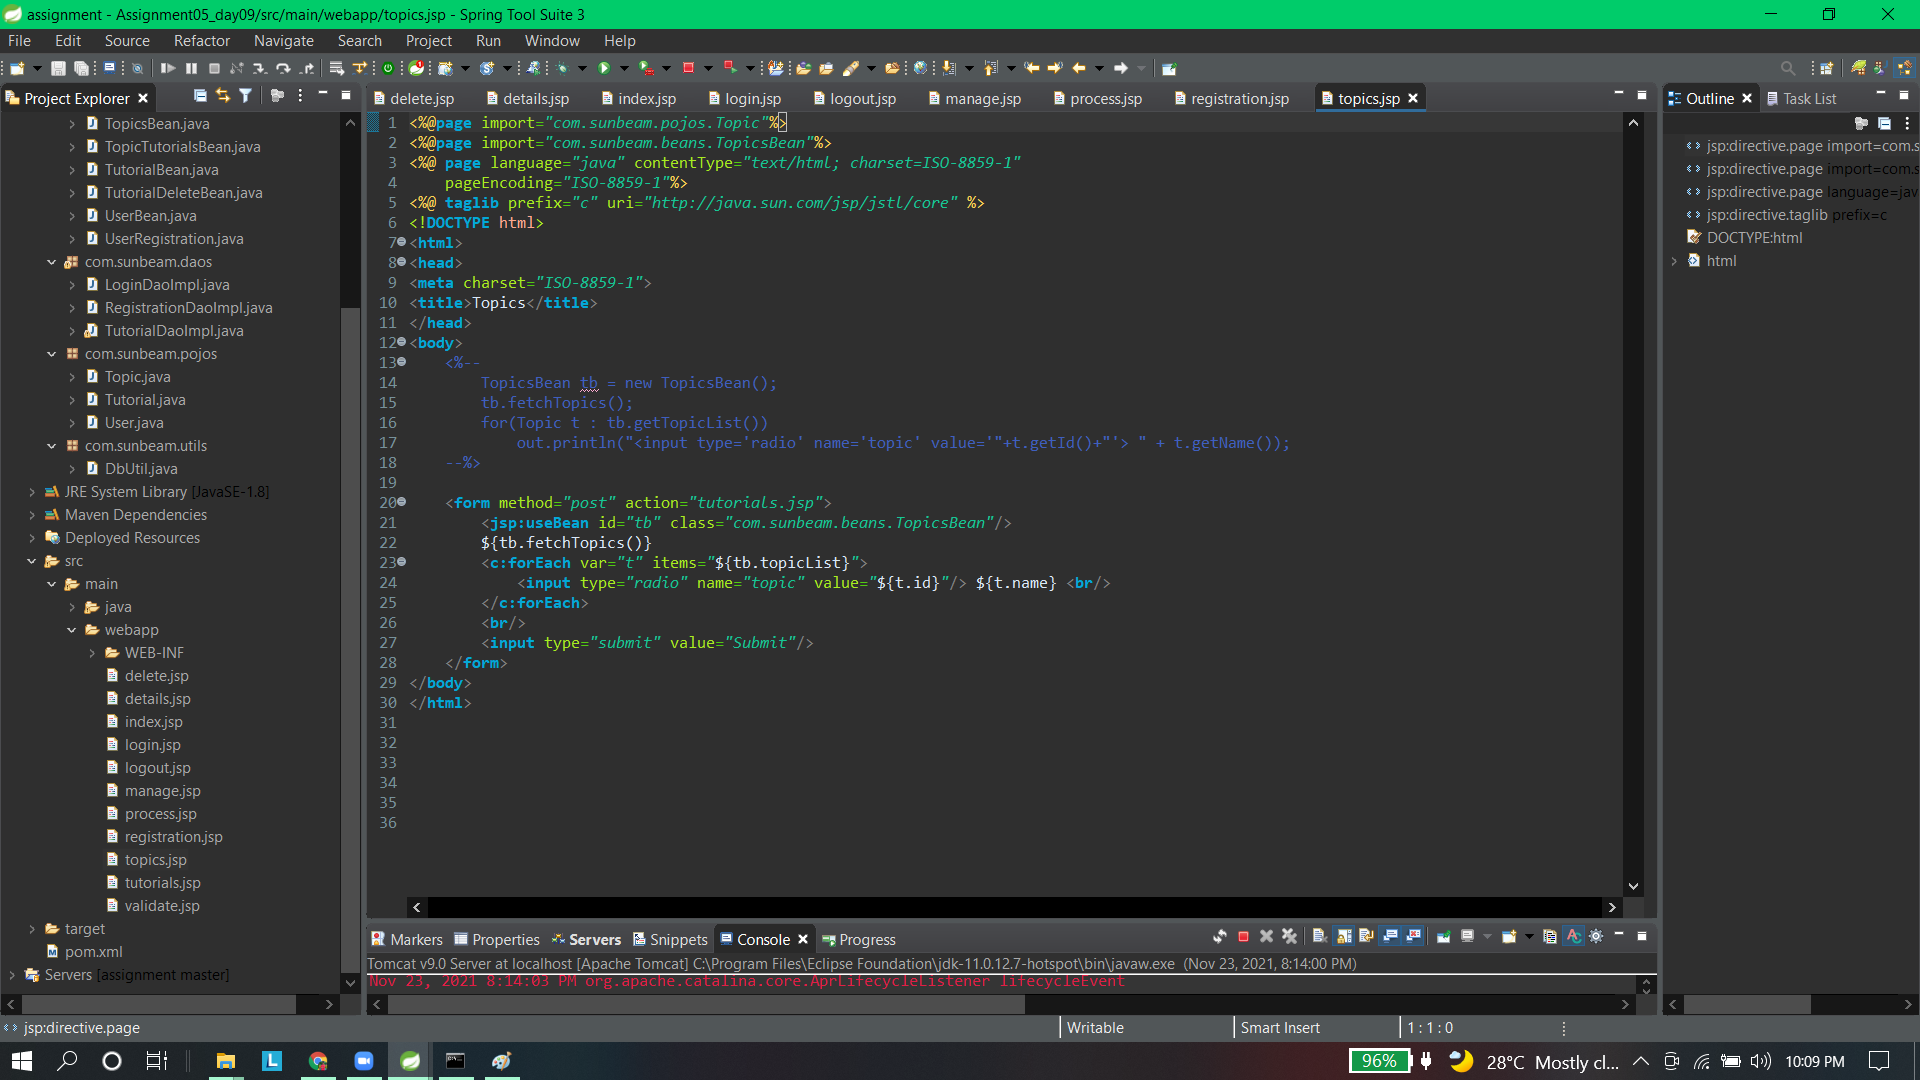 assignment - Assignment05_day09/src/main/webapp/topics.jsp - Spring Tool Suite 3
File Edit Source Refactor Navigate Search Project Run Window Help
Project Explorer
TopicsBean.java
TopicTutorialsBean.java
TutorialBean.java
TutorialDeleteBean.java
UserBean.java
UserRegistration.java
com.sunbeam.daos
LoginDaoImpl.java
RegistrationDaoImpl.java
TutorialDaoImpl.java
com.sunbeam.pojos
Topic.java
Tutorial.java
User.java
com.sunbeam.utils
DbUtil.java
JRE System Library [JavaSE-1.8]
Maven Dependencies
Deployed Resources
src
main
java
webapp
WEB-INF
delete.jsp
details.jsp
index.jsp
login.jsp
logout.jsp
manage.jsp
process.jsp
registration.jsp
topics.jsp
tutorials.jsp
validate.jsp
target
pom.xml
Servers [assignment master]
delete.jsp details.jsp index.jsp login.jsp logout.jsp manage.jsp process.jsp registration.jsp topics.jsp
1 <%@page import="com.sunbeam.pojos.Topic"%>
2 <%@page import="com.sunbeam.beans.TopicsBean"%>
3 <%@ page language="java" contentType="text/html; charset=ISO-8859-1"
4 pageEncoding="ISO-8859-1"%>
5 <%@ taglib prefix="c" uri="http://java.sun.com/jsp/jstl/core" %>
6 <!DOCTYPE html>
7 <html>
8 <head>
9 <meta charset="ISO-8859-1">
10 <title>Topics</title>
11 </head>
12 <body>
13 <%--
14 TopicsBean tb = new TopicsBean();
15 tb.fetchTopics();
16 for(Topic t : tb.getTopicList())
17 out.println("<input type='radio' name='topic' value='"+t.getId()+"'> " + t.getName());
18 --%>
19
20 <form method="post" action="tutorials.jsp">
21 <jsp:useBean id="tb" class="com.sunbeam.beans.TopicsBean"/>
22 ${tb.fetchTopics()}
23 <c:forEach var="t" items="${tb.topicList}">
24 <input type="radio" name="topic" value="${t.id}"/> ${t.name} <br/>
25 </c:forEach>
26 <br/>
27 <input type="submit" value="Submit"/>
28 </form>
29 </body>
30 </html>
31
32
33
34
35
36
Outline Task List
jsp:directive.page import=com.s
jsp:directive.page import=com.s
jsp:directive.page language=jav
jsp:directive.taglib prefix=c
DOCTYPE:html
html
Markers Properties Servers Snippets Console Progress
Tomcat v9.0 Server at localhost [Apache Tomcat] C:\Program Files\Eclipse Foundation\jdk-11.0.12.7-hotspot\bin\javaw.exe (Nov 23, 2021, 8:14:00 PM)
Nov 23, 2021 8:14:03 PM org.apache.catalina.core.AprLifecycleListener lifecycleEvent
jsp:directive.page Writable Smart Insert 1 : 1 : 0
L 96% 28°C Mostly cl... 10:09 PM